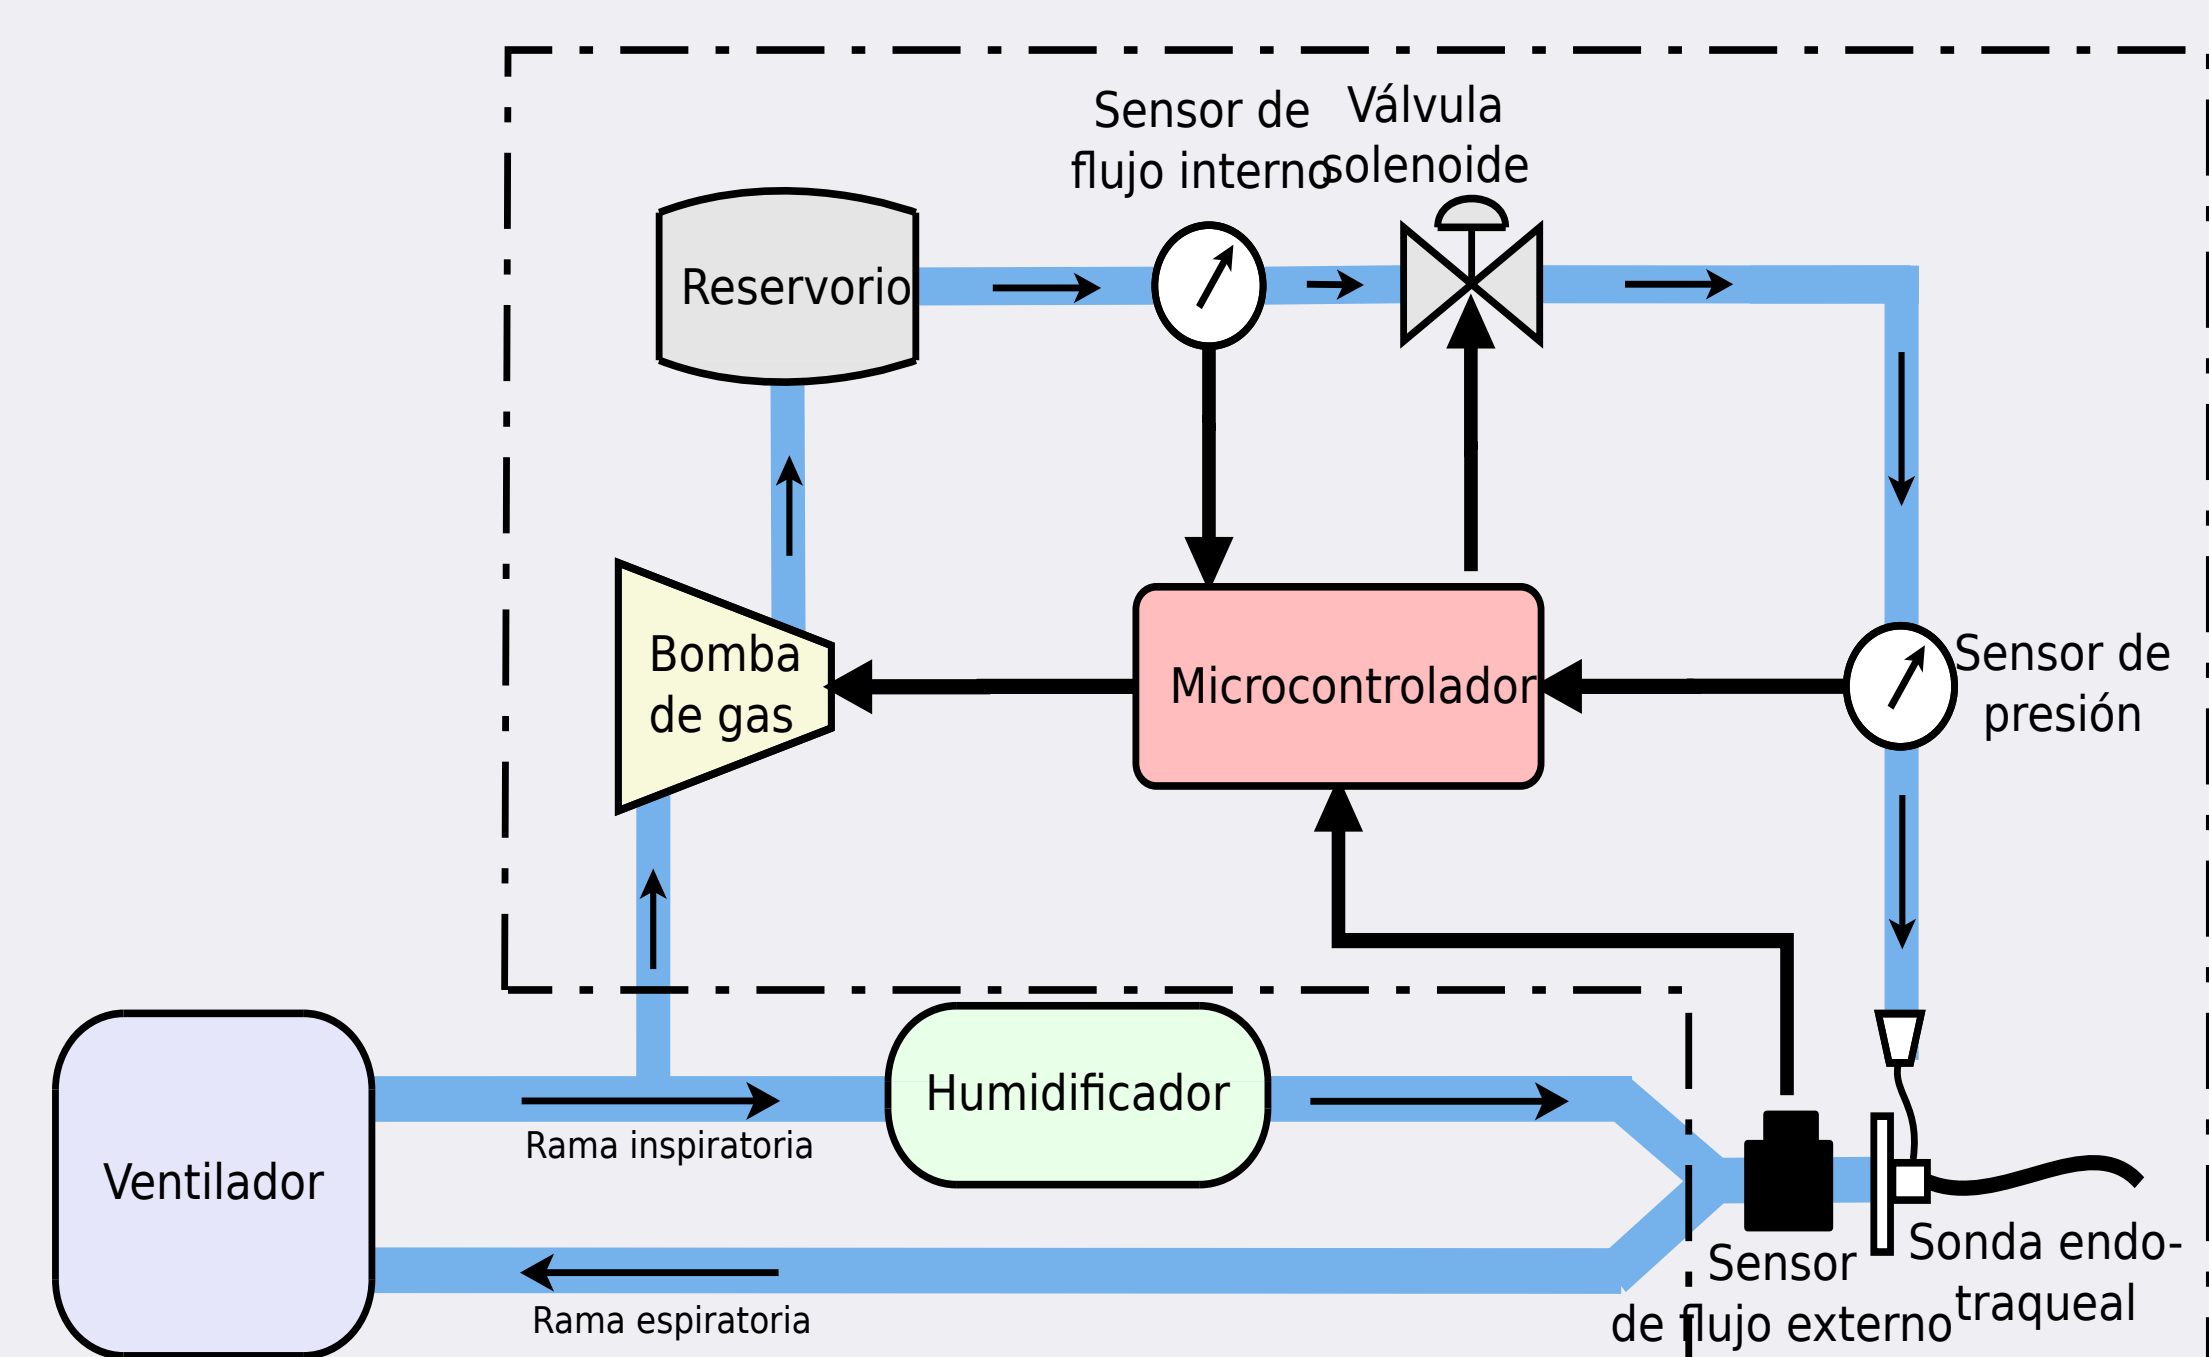 Sensor de
flujo interno
Válvula
solenoide
Reservorio
Bomba
de gas
Microcontrolador
Sensor de
presión
Humidificador
Rama inspiratoria
Ventilador
Rama espiratoria
Sensor
de flujo externo
Sonda endo-
traqueal